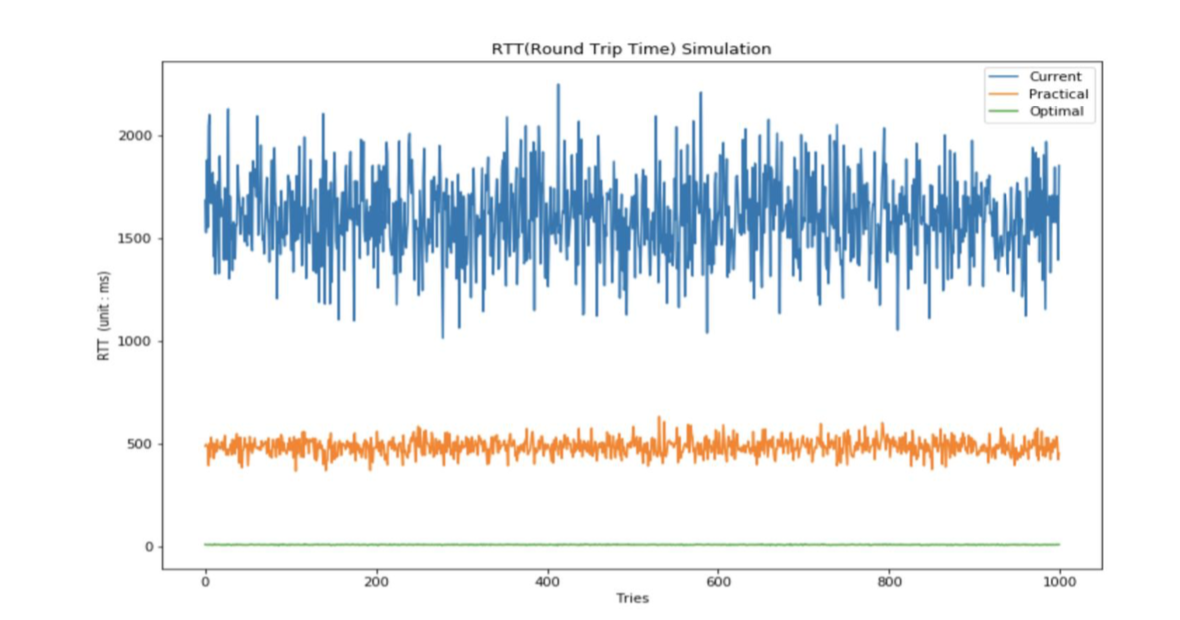 RTT(Round Trip Time) Simulation
Current
Practical
Optimal
2000
1500
1000
500
0
RTT (unit : ms)
0 200 400 600 800 1000
Tries